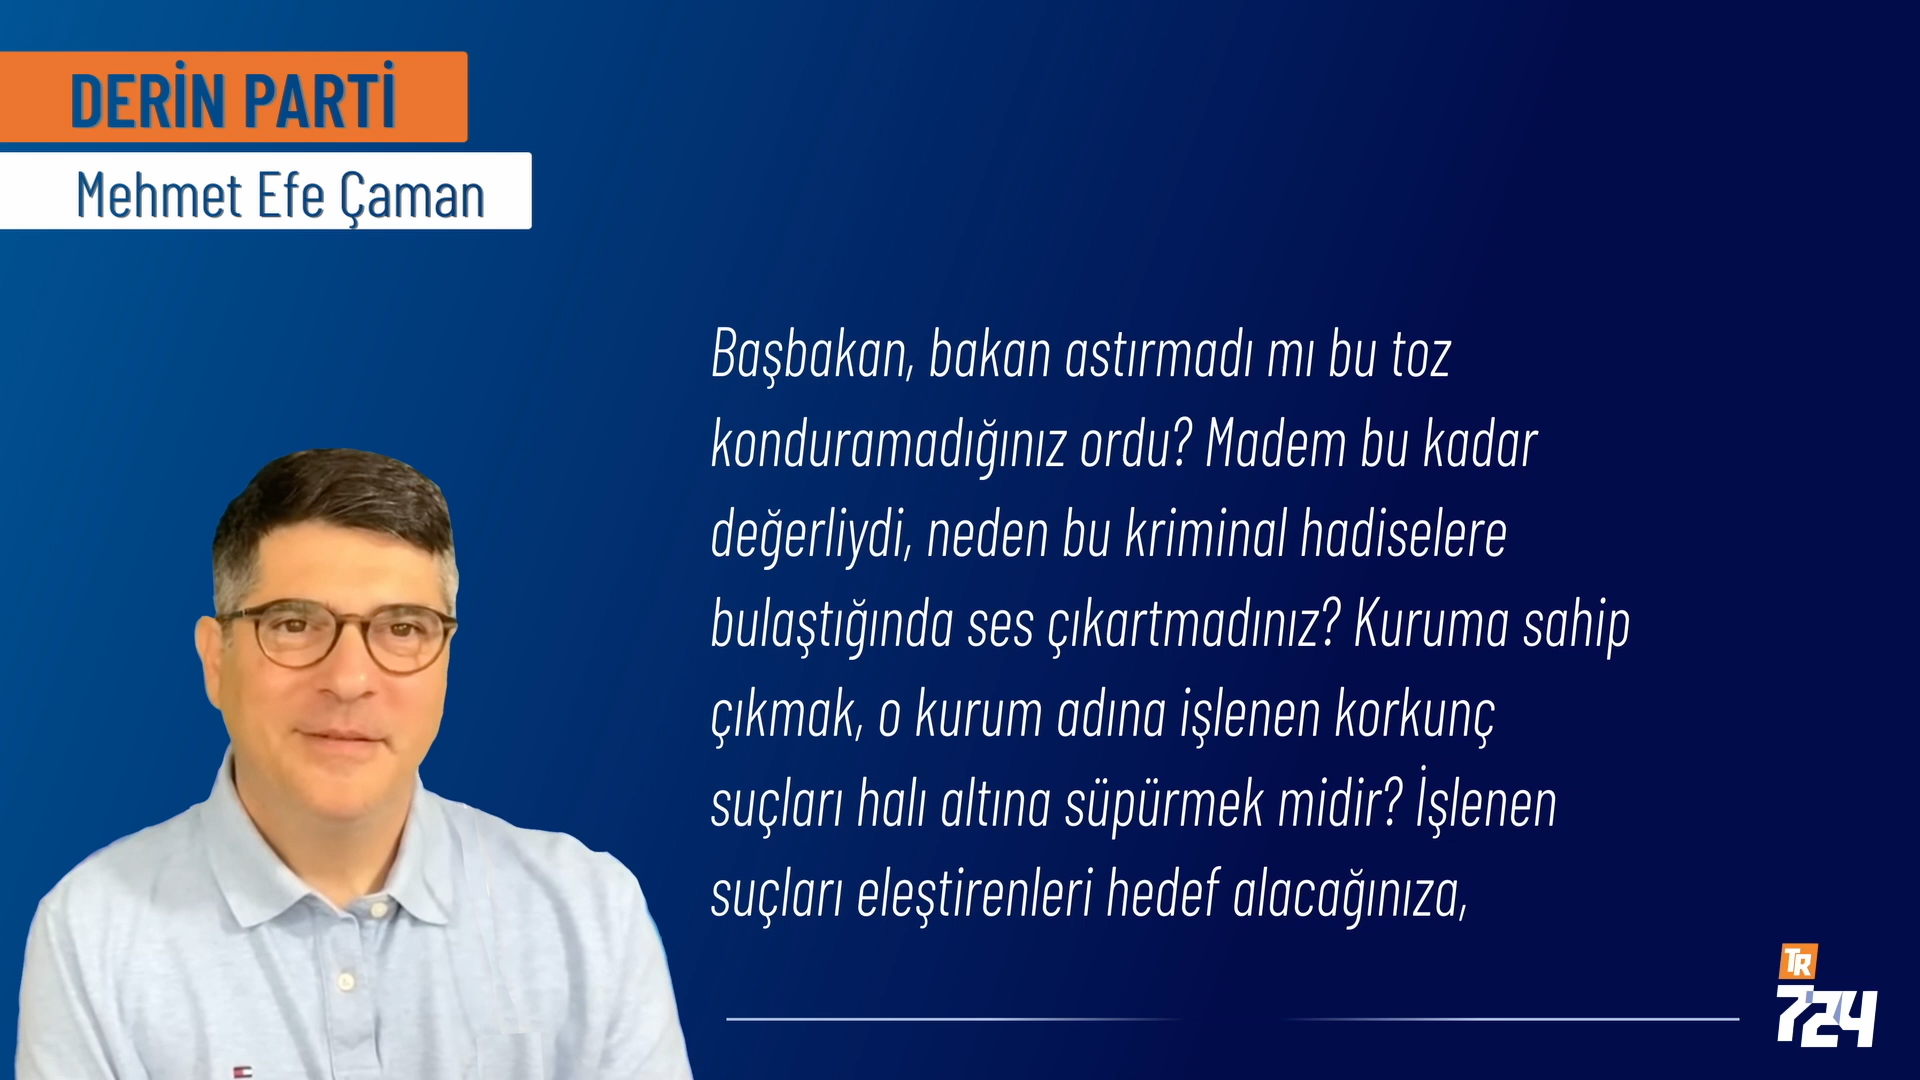 DERİN PARTİ
Mehmet Efe Çaman
Başbakan, bakan astırmadı mı bu toz
konduramadığınız ordu? Madem bu kadar
değerliydi, neden bu kriminal hadiselere
bulaştığında ses çıkartmadınız? Kuruma sahip
çıkmak, o kurum adına işlenen korkunç
suçları halı altına süpürmek midir? İşlenen
suçları eleştirenleri hedef alacağınıza,
TR
724